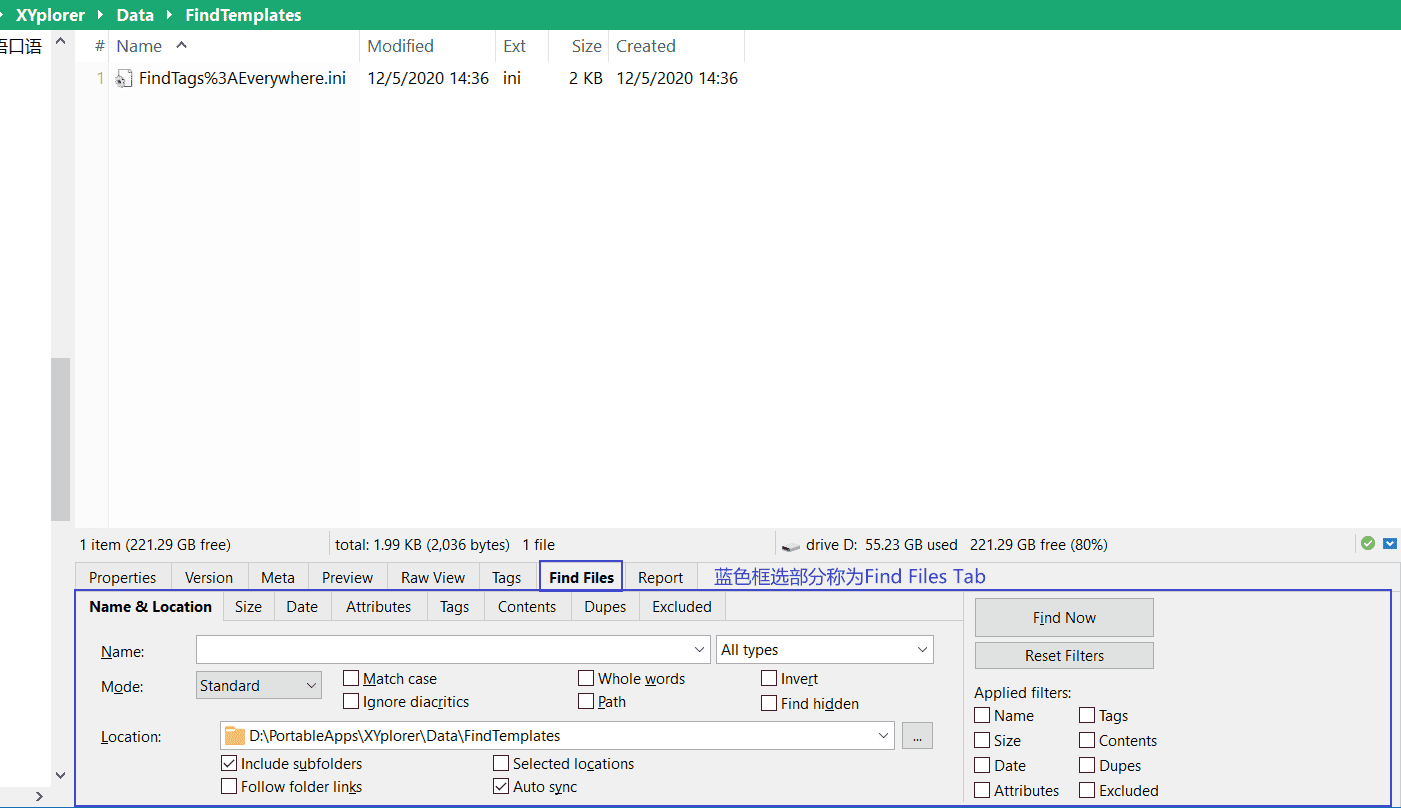 XYplorer Data FindTemplates
语口语
# Name Modified Ext Size Created
1 FindTags%3AEverywhere.ini 12/5/2020 14:36 ini 2 KB 12/5/2020 14:36
1 item (221.29 GB free) total: 1.99 KB (2,036 bytes) 1 file drive D: 55.23 GB used 221.29 GB free (80%)
Properties Version Meta Preview Raw View Tags Find Files Report 蓝色框选部分称为Find Files Tab
Name & Location Size Date Attributes Tags Contents Dupes Excluded
Find Now
Name: All types
Reset Filters
Mode: Standard Match case Whole words Invert
Ignore diacritics Path Find hidden
Location: D:\PortableApps\XYplorer\Data\FindTemplates ...
Include subfolders Selected locations
Follow folder links Auto sync
Applied filters:
Name Tags
Size Contents
Date Dupes
Attributes Excluded